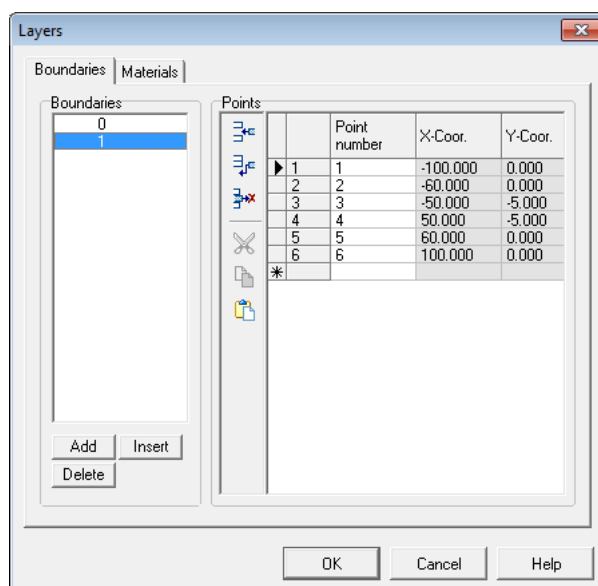 Layers
Boundaries Materials
Boundaries
0
1
Add Insert
Delete
Points
Point number X-Coor. Y-Coor.
1 1 -100.000 0.000
2 2 -60.000 0.000
3 3 -50.000 -5.000
4 4 50.000 -5.000
5 5 60.000 0.000
6 6 100.000 0.000
OK Cancel Help